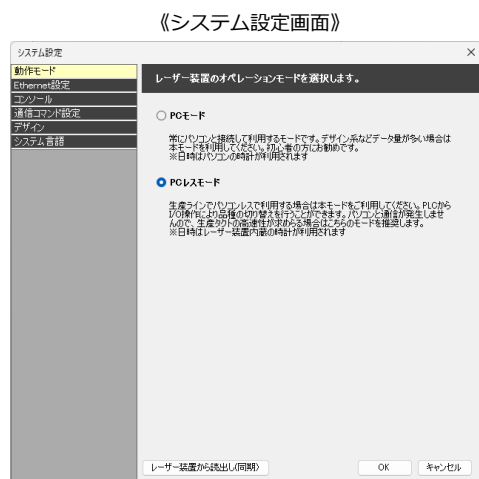 《システム設定画面》
システム設定
動作モード
Ethernet設定
コンソール
通信コマンド設定
デザイン
システム言語
レーザー装置のオペレーションモードを選択します。
PCモード
常にパソコンと接続して利用するモードです。デザイン系などデータ量が多い場合は
本モードを利用してください。初心者の方にお勧めです。
※日時はパソコンの時計が利用されます
PCレスモード
生産ラインでパソコンレスで利用する場合は本モードをご利用してください。PLCから
I/O操作により品種の切り替えを行うことができます。パソコンと通信が発生しませ
んので、生産タクトの高速性が求められる場合はこちらのモードを推奨します。
※日時はレーザー装置内蔵の時計が利用されます
レーザー装置から読出し(同期)
OK
キャンセル